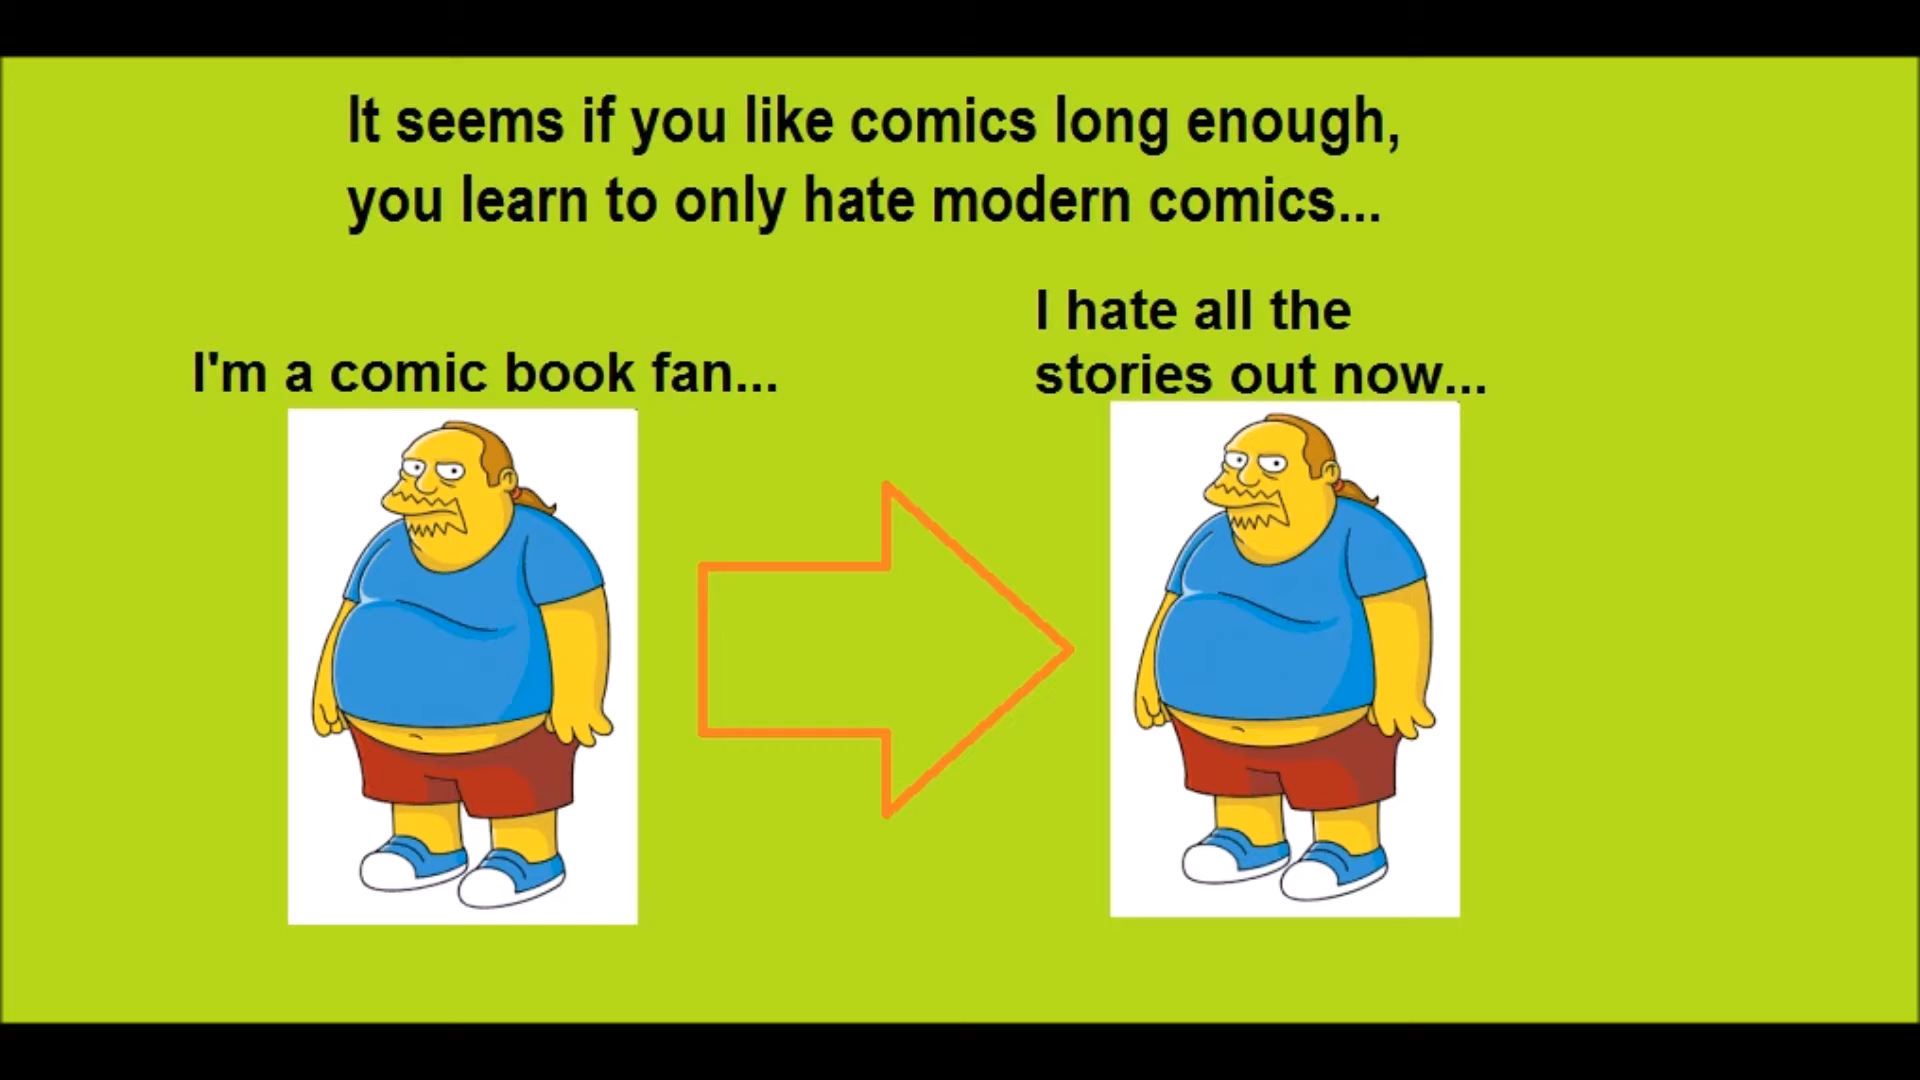 It seems if you like comics long enough,
you learn to only hate modern comics...
I'm a comic book fan...
I hate all the
stories out now...